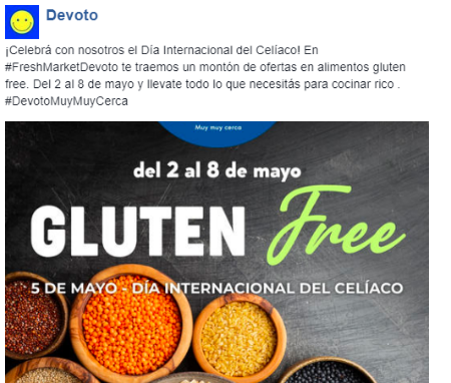 Devoto
¡Celebrá con nosotros el Día Internacional del Celíaco! En
#FreshMarketDevoto te traemos un montón de ofertas en alimentos gluten
free. Del 2 al 8 de mayo y llevate todo lo que necesitás para cocinar rico .
#DevotoMuyMuyCerca
Muy muy cerca
del 2 al 8 de mayo
GLUTEN Free
5 DE MAYO - DÍA INTERNACIONAL DEL CELÍACO